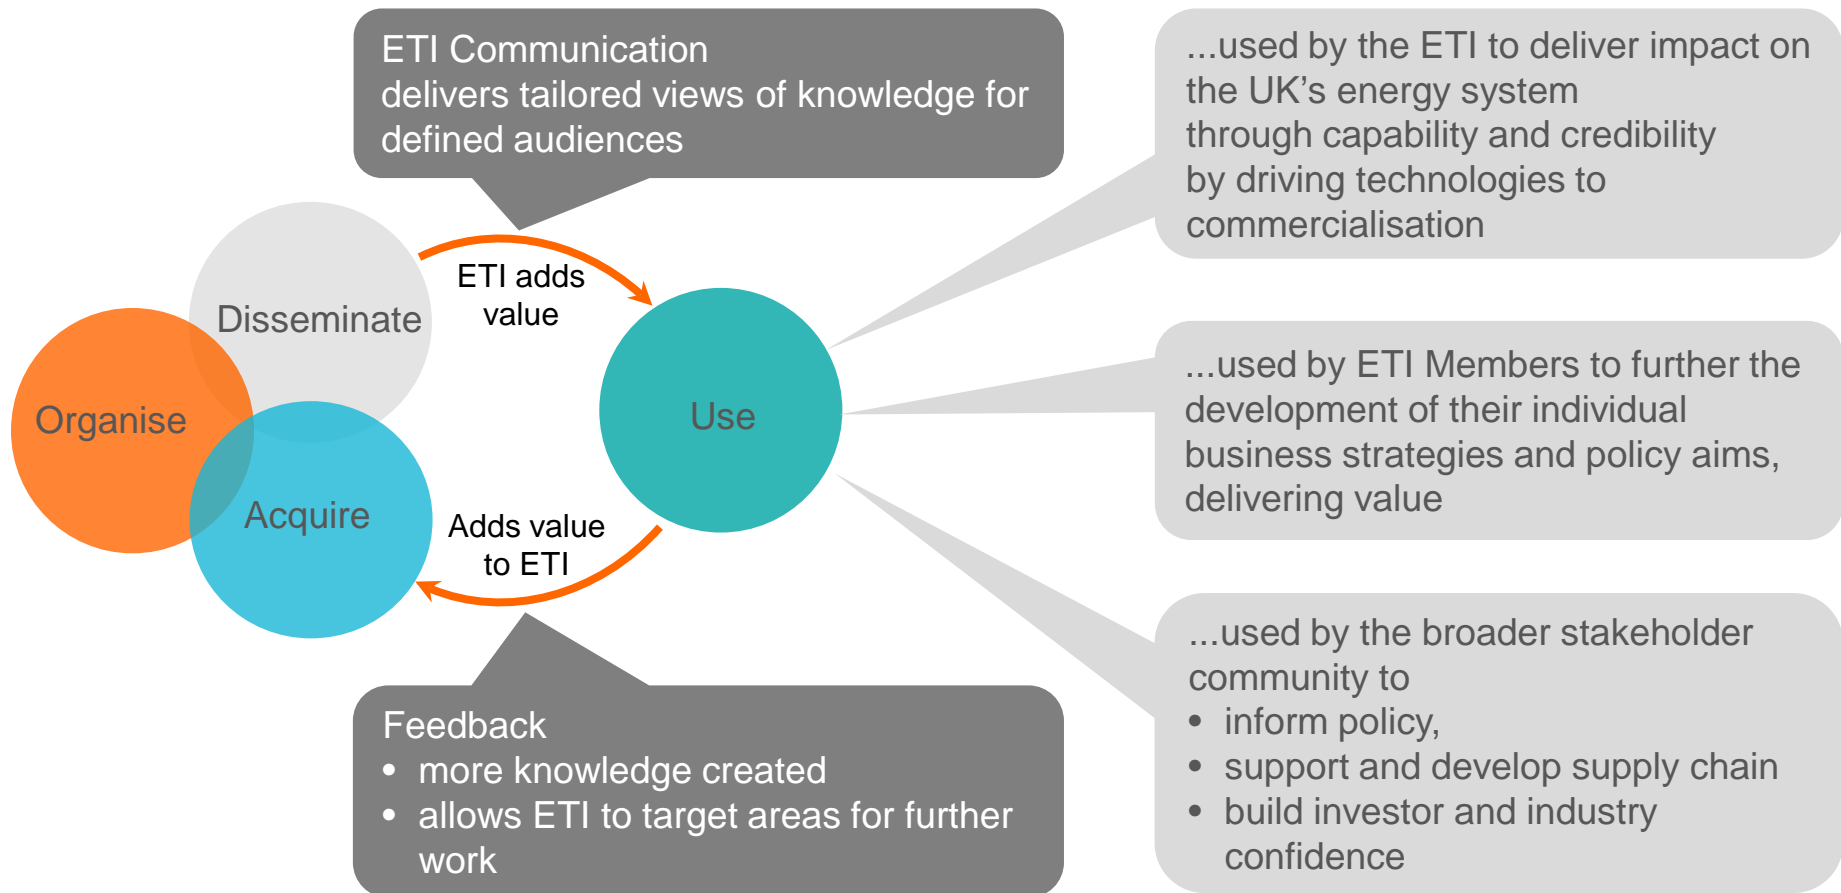 ETI Communication
delivers tailored views of knowledge for
defined audiences
...used by the ETI to deliver impact on
the UK’s energy system
through capability and credibility
by driving technologies to
commercialisation
ETI adds
value
Disseminate
Organise
Acquire
Use
...used by ETI Members to further the
development of their individual
business strategies and policy aims,
delivering value
Adds value
to ETI
Feedback
• more knowledge created
• allows ETI to target areas for further
work
...used by the broader stakeholder
community to
• inform policy,
• support and develop supply chain
• build investor and industry
confidence